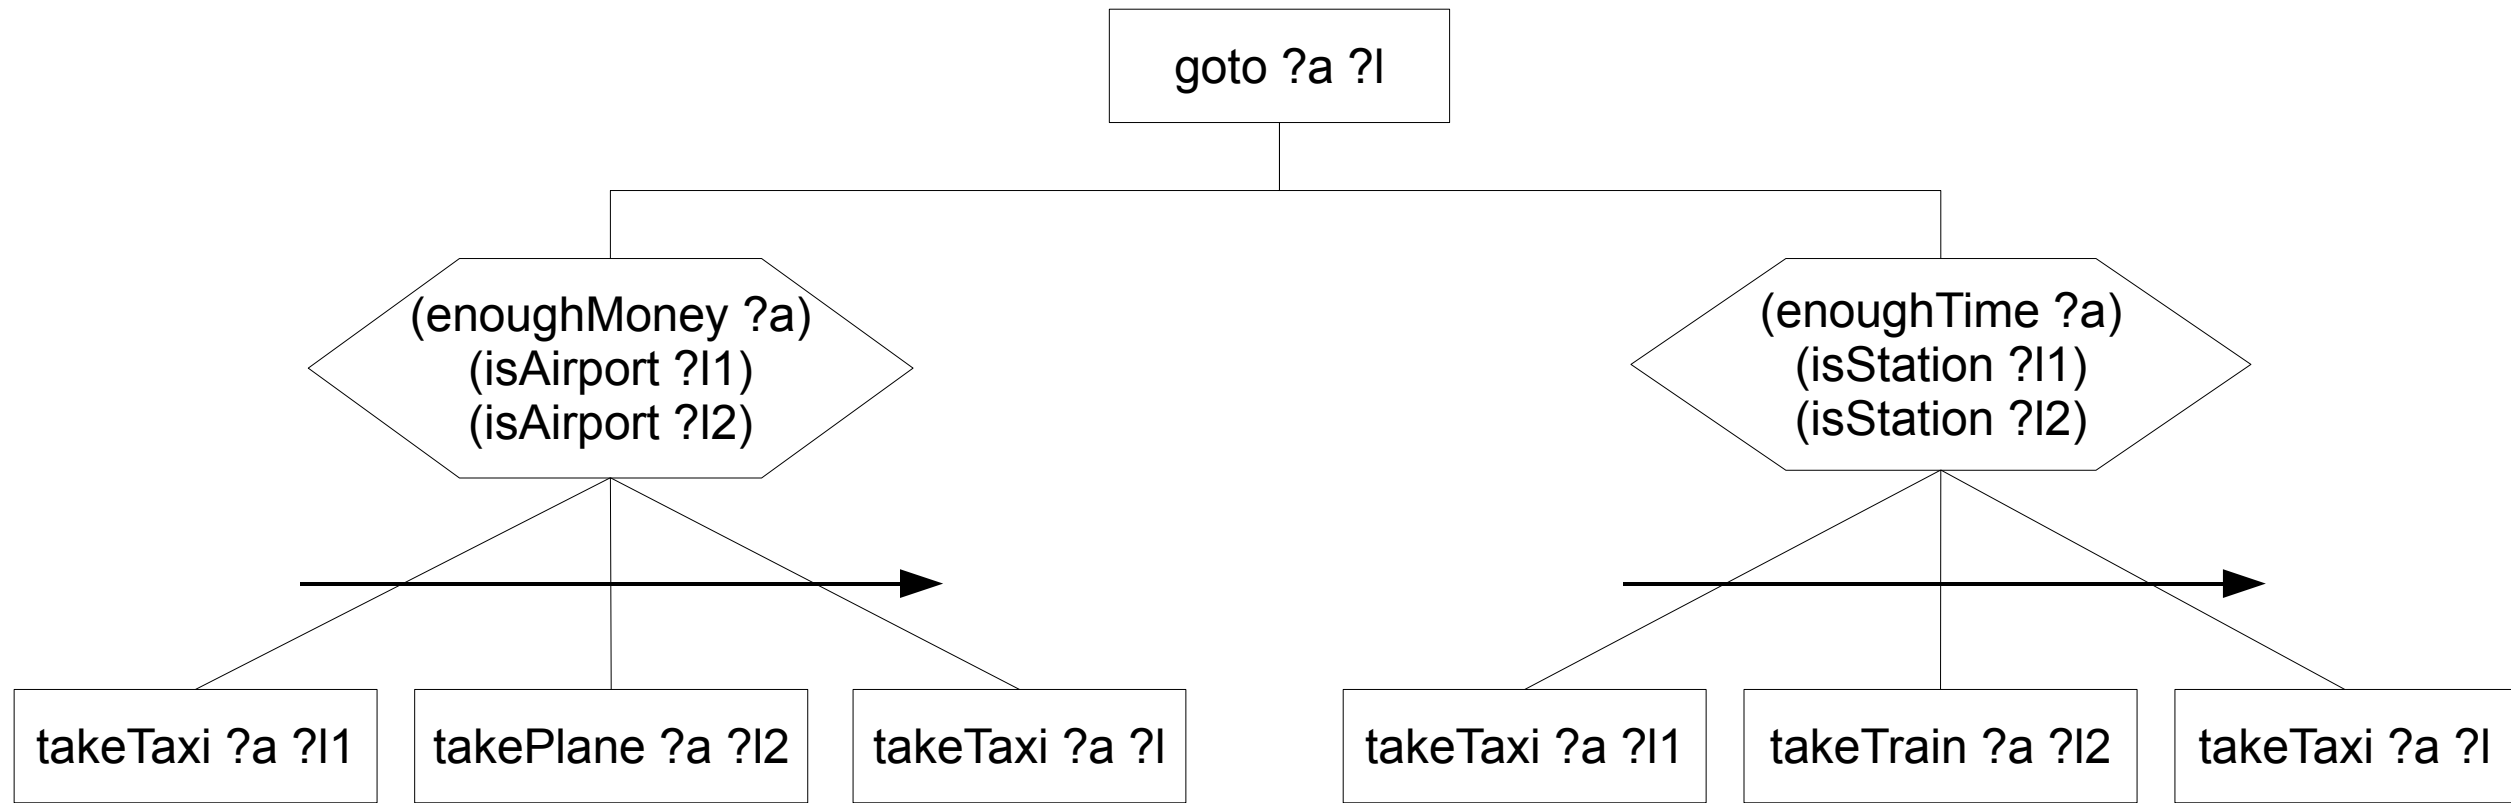 goto ?a ?l
(enoughMoney ?a)
(isAirport ?l1)
(isAirport ?l2)
(enoughTime ?a)
(isStation ?l1)
(isStation ?l2)
takeTaxi ?a ?l1
takePlane ?a ?l2
takeTaxi ?a ?l
takeTaxi ?a ?l1
takeTrain ?a ?l2
takeTaxi ?a ?l